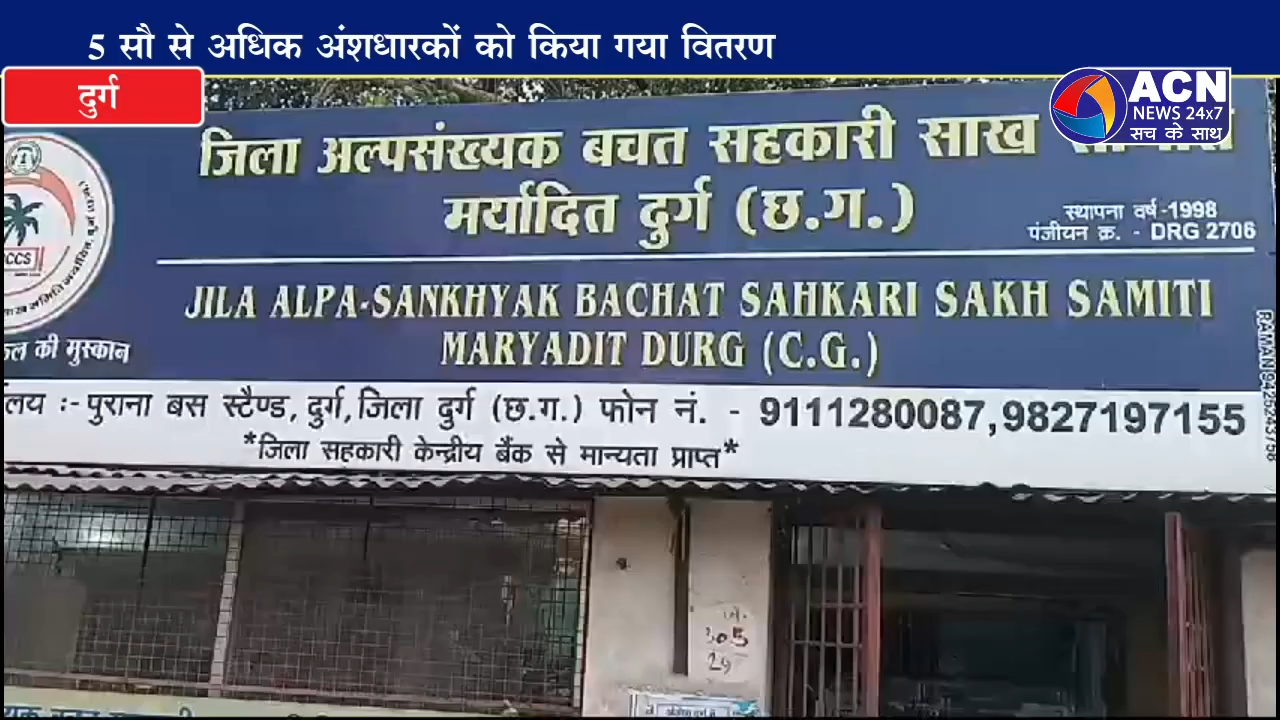 5 सौ से अधिक अंशधारकों को किया गया वितरण
दुर्ग
ACN
NEWS 24x7
सच के साथ
जिला अल्पसंख्यक बचत सहकारी साख
मर्यादित दुर्ग (छ.ग.)
स्थापना वर्ष -1998
पंजीयन क्र. - DRG 2706
JILA ALPA-SANKHYAK BACHAT SAHKARI SAKH SAMITI
MARYADIT DURG (C.G.)
CCS
की मुस्कान
पुराना बस स्टैण्ड, दुर्ग, जिला दुर्ग (छ.ग.) फोन नं. - 9111280087, 9827197155
*जिला सहकारी केन्द्रीय बैंक से मान्यता प्राप्त*
305
29